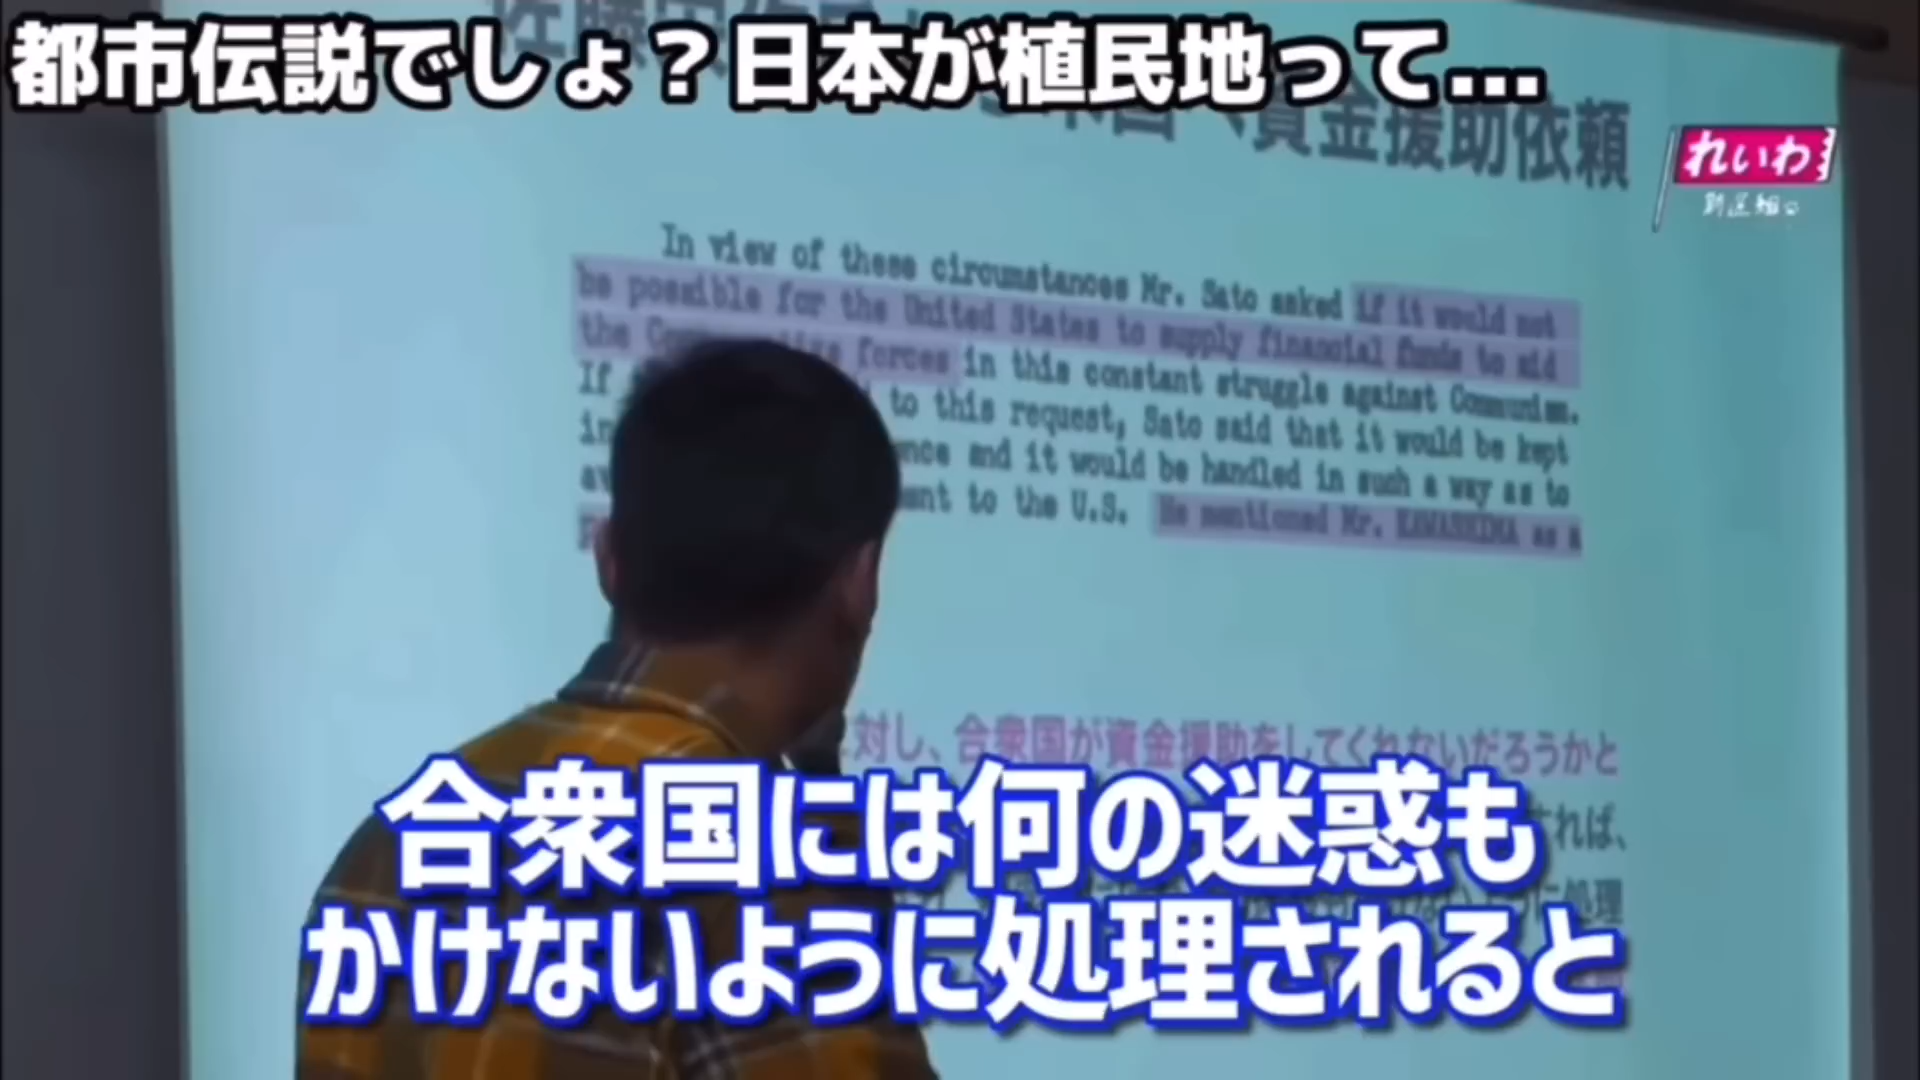 都市伝説でしょ？日本が植民地って...
資金援助依頼
れいわ
In view of these circumstances Mr. Sato asked if it would not
be possible for the United States to supply financial funds to aid
the forces in this constant struggle against Communism.
If to this request, Sato said that it would be kept
and it would be handled in such a way as to
to the U.S. He mentioned Mr. KAWASHIMA as a
対し、合衆国が資金援助をしてくれないだろうかと
すれば、
処理
合衆国には何の迷惑も
かけないように処理されると